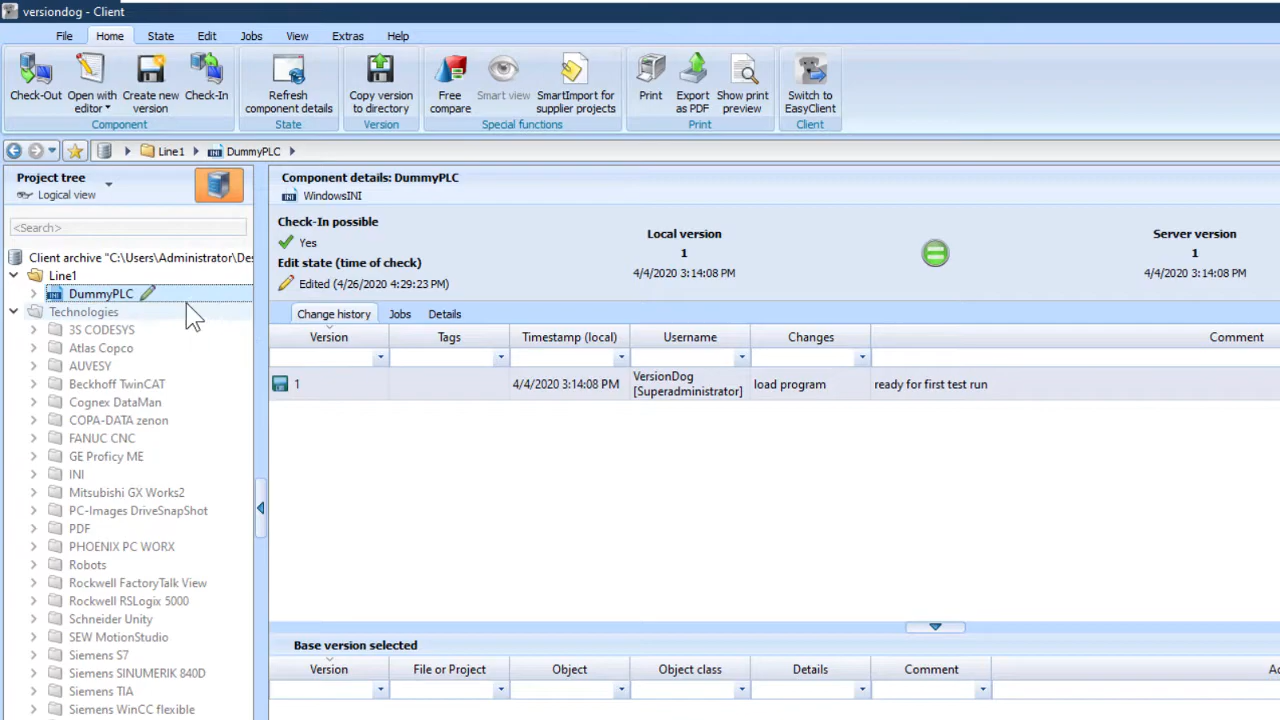 versiondog - Client
File Home State Edit Jobs View Extras Help
Check-Out Open with editor Create new version Check-In
Component
Refresh component details
State
Copy version to directory
Version
Free compare Smart view SmartImport for supplier projects
Special functions
Print Export as PDF Show print preview
Print
Switch to EasyClient
Client
Line1 DummyPLC
Project tree
Logical view
<Search>
Client archive "C:\Users\Administrator\Des
Line1
DummyPLC
Technologies
3S CODESYS
Atlas Copco
AUVESY
Beckhoff TwinCAT
Cognex DataMan
COPA-DATA zenon
FANUC CNC
GE Proficy ME
INI
Mitsubishi GX Works2
PC-Images DriveSnapShot
PDF
PHOENIX PC WORX
Robots
Rockwell FactoryTalk View
Rockwell RSLogix 5000
Schneider Unity
SEW MotionStudio
Siemens S7
Siemens SINUMERIK 840D
Siemens TIA
Siemens WinCC flexible
Component details: DummyPLC
WindowsINI
Check-In possible
Yes
Edit state (time of check)
Edited (4/26/2020 4:29:23 PM)
Local version
1
4/4/2020 3:14:08 PM
Server version
1
4/4/2020 3:14:08 PM
Change history Jobs Details
Version Tags Timestamp (local) Username Changes Comment
1 4/4/2020 3:14:08 PM VersionDog [Superadministrator] load program ready for first test run
Base version selected
Version File or Project Object Object class Details Comment Ac